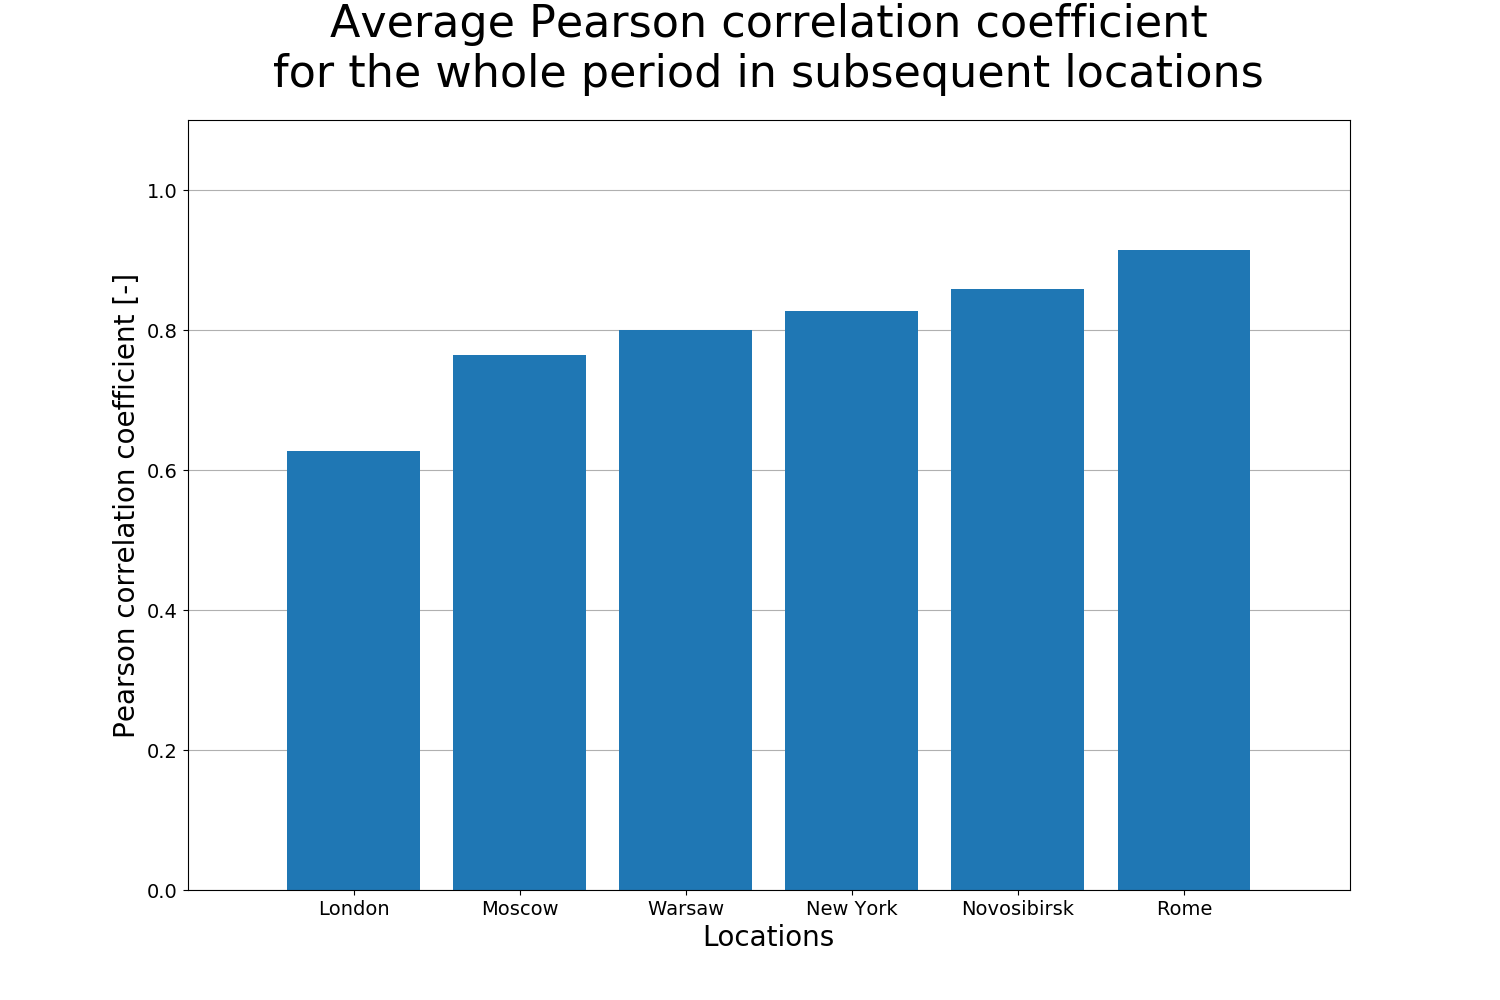 Average Pearson correlation coefficient
for the whole period in subsequent locations
Pearson correlation coefficient [-]
1.0
0.8
0.6
0.4
0.2
0.0
London Moscow Warsaw New York Novosibirsk Rome
Locations